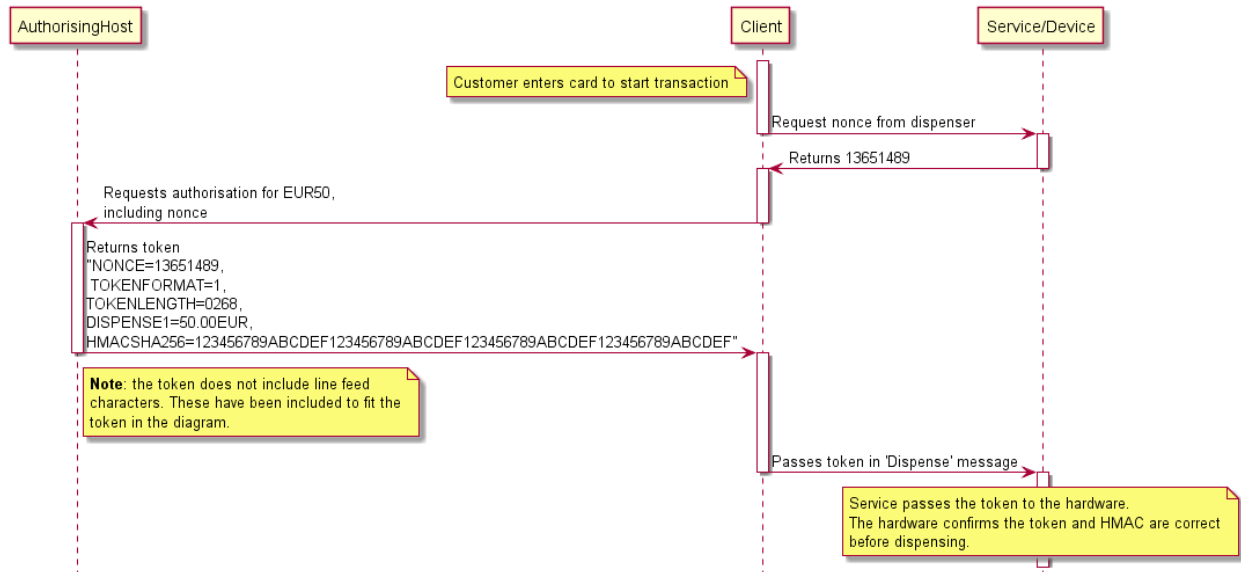 AuthorisingHost
Client
Service/Device
Customer enters card to start transaction
Request nonce from dispenser
Returns 13651489
Requests authorisation for EUR50,
including nonce
Returns token
"NONCE=13651489,
TOKENFORMAT=1,
TOKENLENGTH=0268,
DISPENSE1=50.00EUR,
HMACSHA256=123456789ABCDEF123456789ABCDEF123456789ABCDEF123456789ABCDEF"
Note: the token does not include line feed
characters. These have been included to fit the
token in the diagram.
Passes token in 'Dispense' message
Service passes the token to the hardware.
The hardware confirms the token and HMAC are correct
before dispensing.